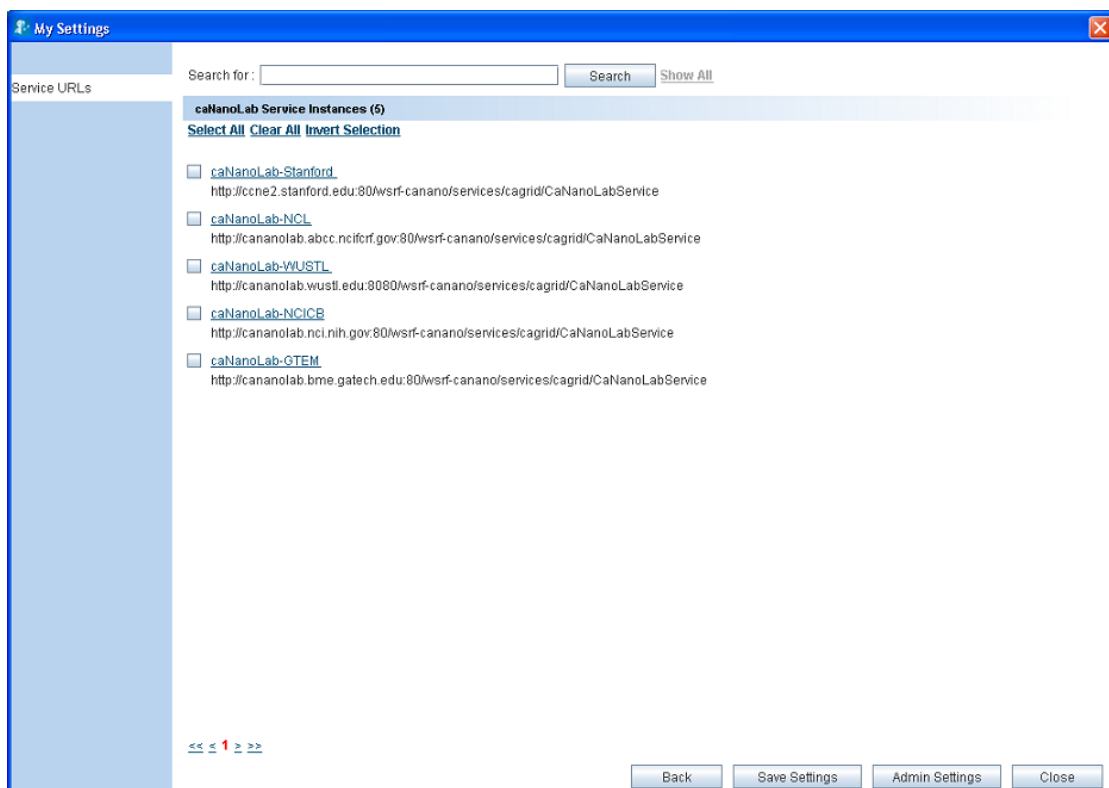 My Settings
Service URLs
Search for :
Search
Show All
caNanoLab Service Instances (5)
Select All Clear All Invert Selection
caNanoLab-Stanford
http://ccne2.stanford.edu:80/wsrf-canano/services/cagrid/CaNanoLabService
caNanoLab-NCL
http://cananolab.abcc.ncifcrf.gov:80/wsrf-canano/services/cagrid/CaNanoLabService
caNanoLab-WUSTL
http://cananolab.wustl.edu:8080/wsrf-canano/services/cagrid/CaNanoLabService
caNanoLab-NCICB
http://cananolab.nci.nih.gov:80/wsrf-canano/services/cagrid/CaNanoLabService
caNanoLab-GTEM
http://cananolab.bme.gatech.edu:80/wsrf-canano/services/cagrid/CaNanoLabService
<< < 1 > >>
Back
Save Settings
Admin Settings
Close